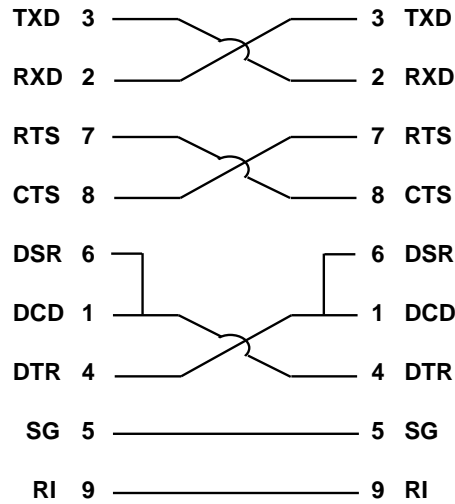 TXD 3 3 TXD
RXD 2 2 RXD
RTS 7 7 RTS
CTS 8 8 CTS
DSR 6 6 DSR
DCD 1 1 DCD
DTR 4 4 DTR
SG 5 5 SG
RI 9 9 RI